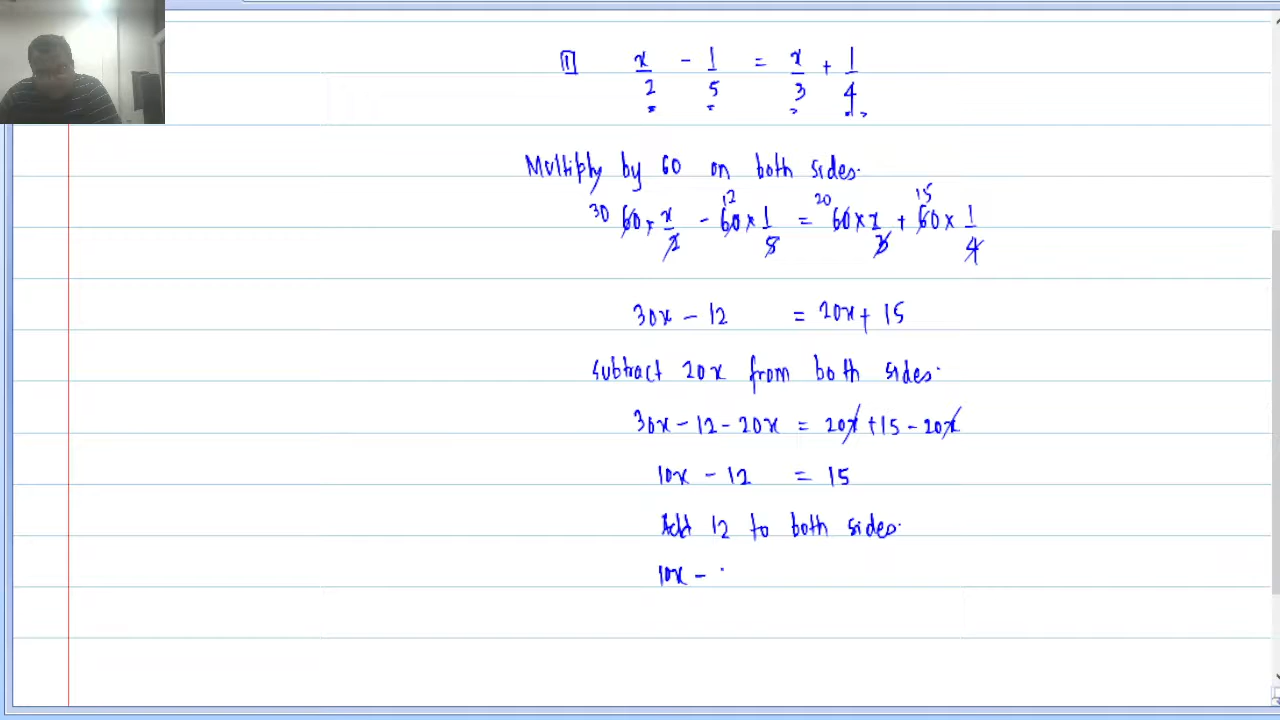 1 x/2 - 1/5 = x/3 + 1/4
Multiply by 60 on both sides.
30 60 × x/2 - 12 60 × 1/5 = 20 60 × x/3 + 15 60 × 1/4
30x - 12 = 20x + 15
Subtract 20x from both sides.
30x - 12 - 20x = 20x + 15 - 20x
10x - 12 = 15
Add 12 to both sides.
10x -